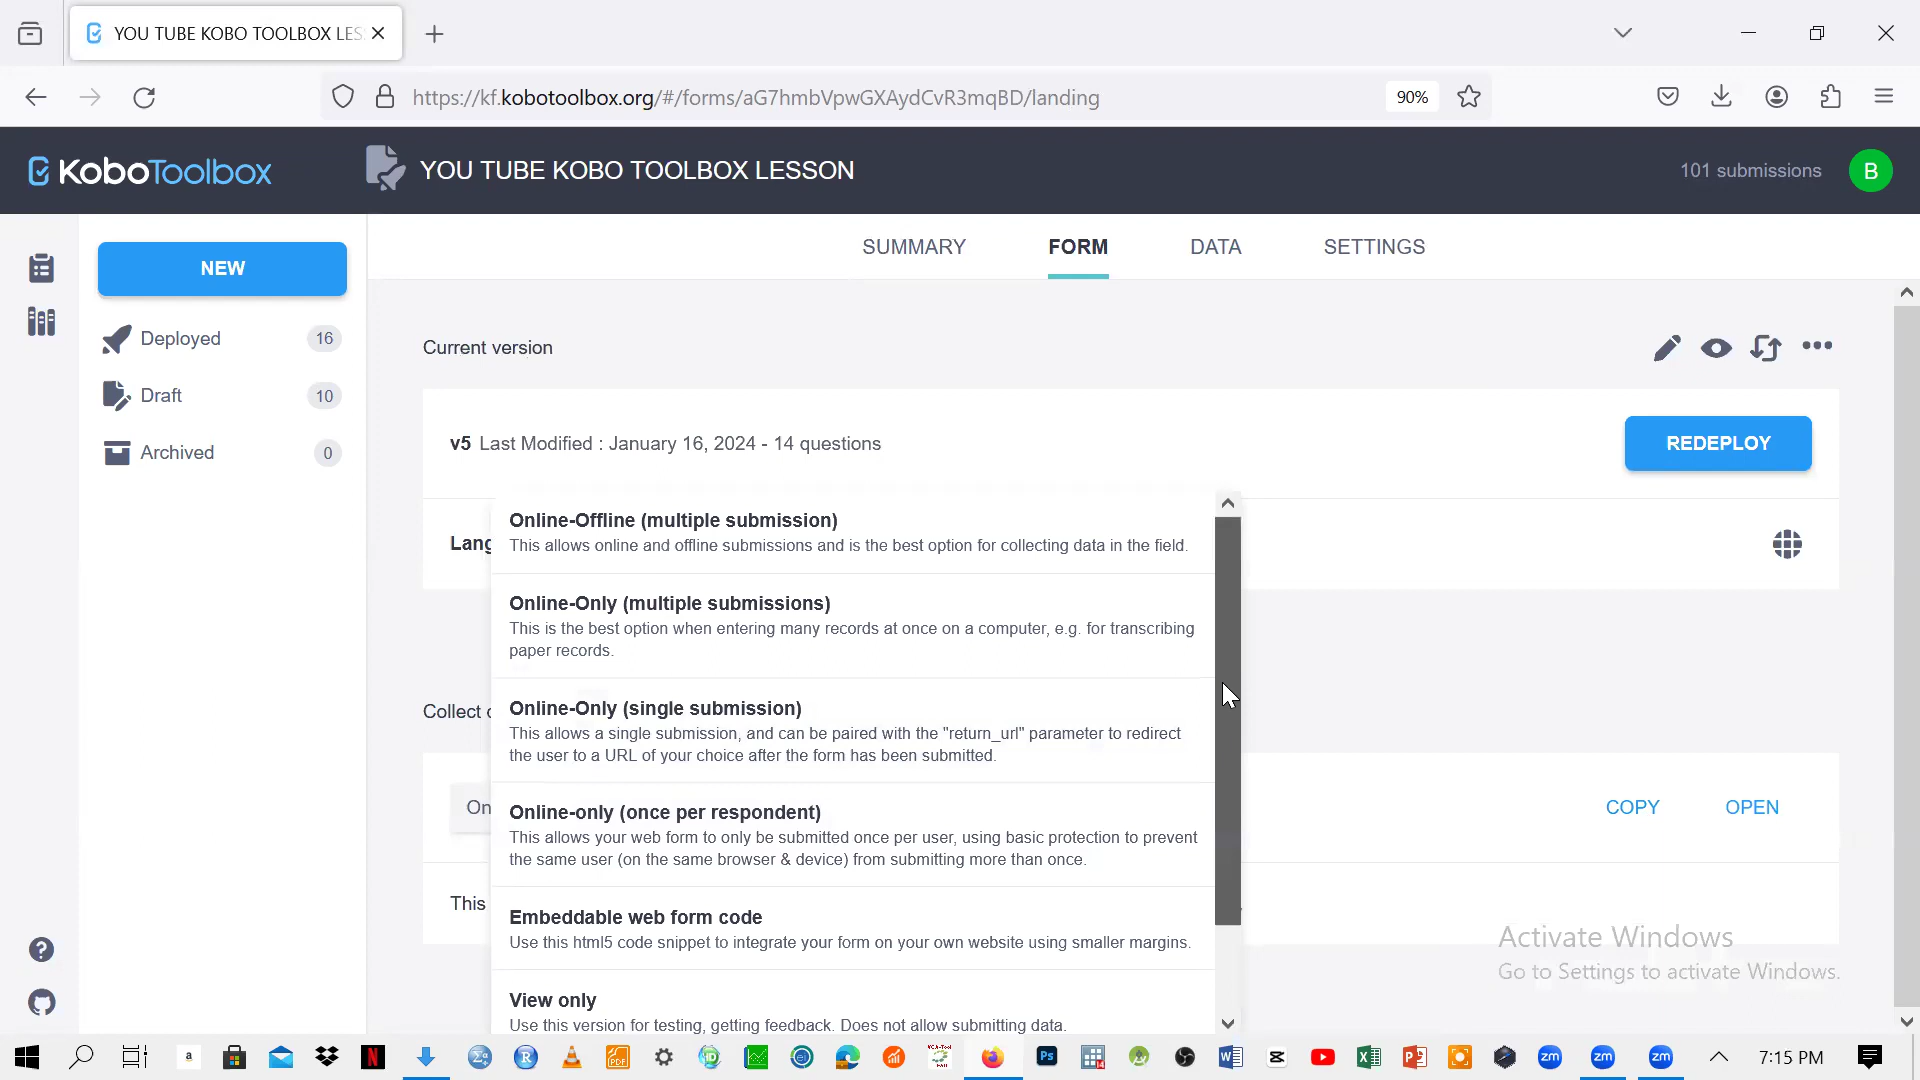 YOU TUBE KOBO TOOLBOX LES
https://kf.kobotoolbox.org/#/forms/aG7hmbVpwGXAydCvR3mqBD/landing
90%
KoboToolbox
YOU TUBE KOBO TOOLBOX LESSON
101 submissions
B
NEW
Deployed
16
Draft
10
Archived
0
SUMMARY
FORM
DATA
SETTINGS
Current version
v5 Last Modified : January 16, 2024 - 14 questions
REDEPLOY
Lang
Online-Offline (multiple submission)
This allows online and offline submissions and is the best option for collecting data in the field.
Online-Only (multiple submissions)
This is the best option when entering many records at once on a computer, e.g. for transcribing
paper records.
Online-Only (single submission)
This allows a single submission, and can be paired with the "return_url" parameter to redirect
the user to a URL of your choice after the form has been submitted.
Online-only (once per respondent)
This allows your web form to only be submitted once per user, using basic protection to prevent
the same user (on the same browser & device) from submitting more than once.
Embeddable web form code
Use this html5 code snippet to integrate your form on your own website using smaller margins.
View only
Use this version for testing, getting feedback. Does not allow submitting data.
Collect
On
COPY
OPEN
This
Activate Windows
Go to Settings to activate Windows.
7:15 PM